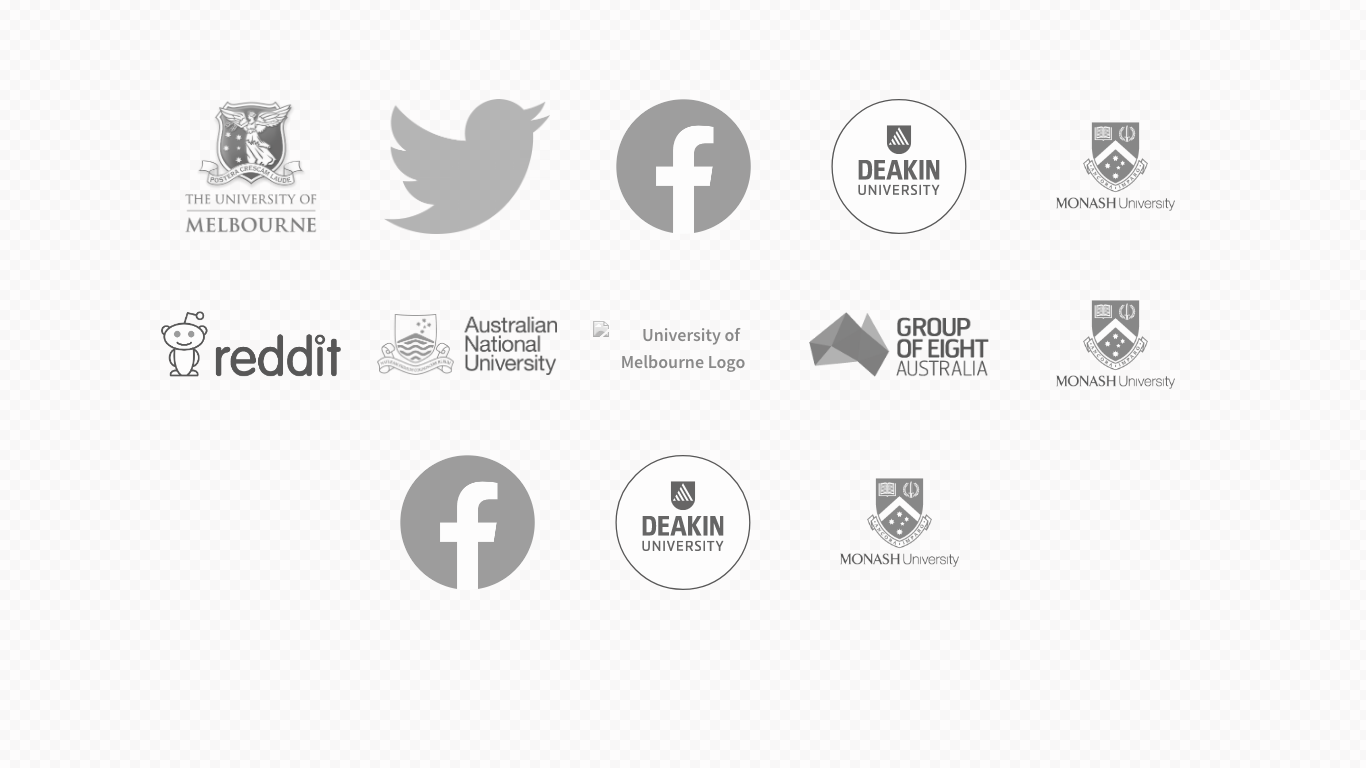 POSTERA CRESCAM LAUDE
THE UNIVERSITY OF
MELBOURNE
DEAKIN
UNIVERSITY
MONASH University
reddit
Australian
National
University
University of
Melbourne Logo
GROUP
OF EIGHT
AUSTRALIA
MONASH University
DEAKIN
UNIVERSITY
MONASH University